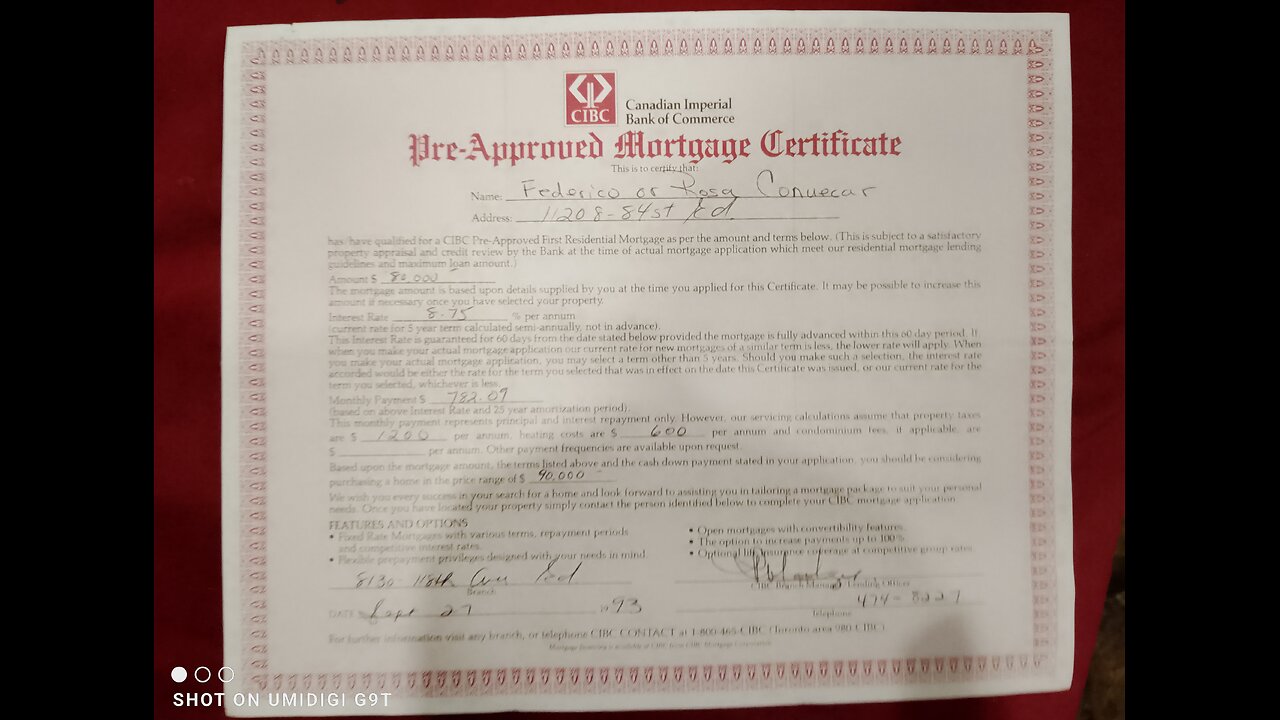 CIBC
Canadian Imperial
Bank of Commerce
Pre-Approved Mortgage Certificate
This is to certify that:
Name: Federico or Rosa Conuecar
Address: 11208-84st Ed.
has/have qualified for a CIBC Pre-Approved First Residential Mortgage as per the amount and terms below. (This is subject to a satisfactory
property appraisal and credit review by the Bank at the time of actual mortgage application which meet our residential mortgage lending
guidelines and maximum loan amount.)
Amount $ 80,000
The mortgage amount is based upon details supplied by you at the time you applied for this Certificate. It may be possible to increase this
amount if necessary once you have selected your property.
Interest Rate 8.75 % per annum
(current rate for 5 year term calculated semi-annually, not in advance).
This Interest Rate is guaranteed for 60 days from the date stated below provided the mortgage is fully advanced within this 60 day period. If,
when you make your actual mortgage application our current rate for new mortgages of a similar term is less, the lower rate will apply. When
you make your actual mortgage application, you may select a term other than 5 years. Should you make such a selection, the interest rate
accorded would be either the rate for the term you selected that was in effect on the date this Certificate was issued, or our current rate for the
term you selected, whichever is less.
Monthly Payment $ 782.09
(based on above Interest Rate and 25 year amortization period).
This monthly payment represents principal and interest repayment only. However, our servicing calculations assume that property taxes
are $ 1200 per annum, heating costs are $ 600 per annum and condominium fees, if applicable, are
$ per annum. Other payment frequencies are available upon request.
Based upon the mortgage amount, the terms listed above and the cash down payment stated in your application, you should be considering
purchasing a home in the price range of $ 90,000
We wish you every success in your search for a home and look forward to assisting you in tailoring a mortgage package to suit your personal
needs. Once you have located your property simply contact the person identified below to complete your CIBC mortgage application.
FEATURES AND OPTIONS
• Fixed Rate Mortgages with various terms, repayment periods
and competitive interest rates.
• Flexible prepayment privileges designed with your needs in mind.
• Open mortgages with convertibility features.
• The option to increase payments up to 100%.
• Optional life insurance coverage at competitive group rates.
8130-118th Ave Ed
Branch
CIBC Branch Manager/Lending Officer
DATE Sept 27 1993
474-8227
Telephone
For further information visit any branch, or telephone CIBC CONTACT at 1-800-465-CIBC (Toronto area 980-CIBC)
SHOT ON UMIDIGI G9T